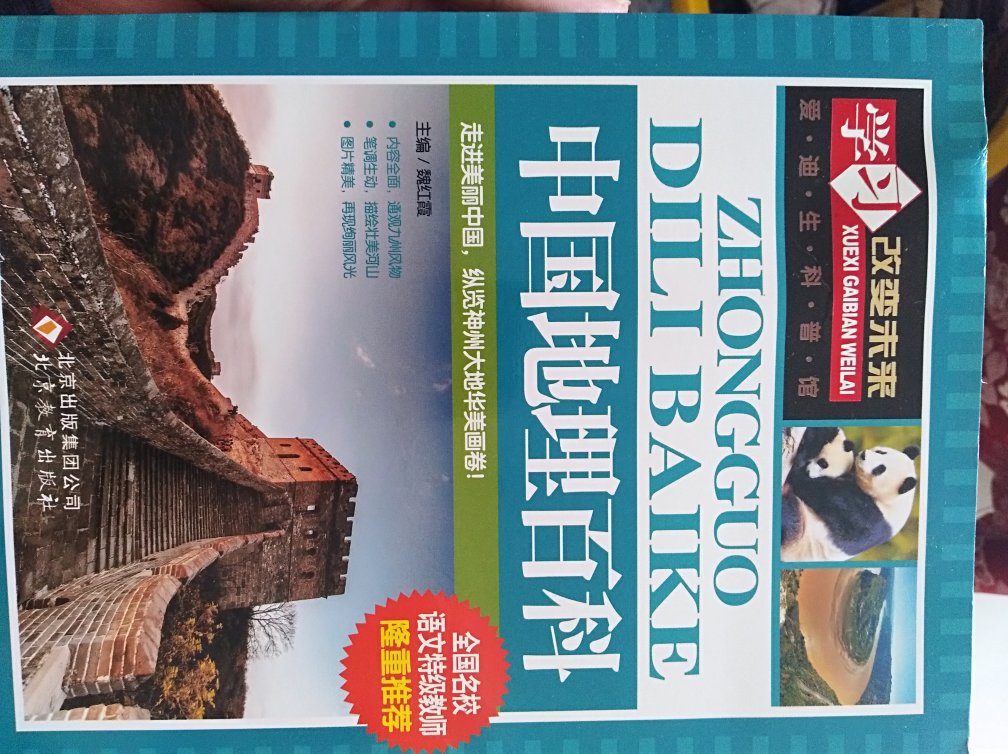 学习
改变未来
XUEXI GAIBIAN WEILAI
爱·迪·生·科·普·馆
ZHONGGUO
DILI BAIKE
中国地理百科
走进美丽中国，纵览神州大地华美画卷！
主编 / 魏红霞
● 内容全面，通观九州风物
● 笔调生动，描绘壮美河山
● 图片精美，再现绚丽风光
全国名校
语文特级教师
隆重推荐
北京出版集团公司
北京教育出版社